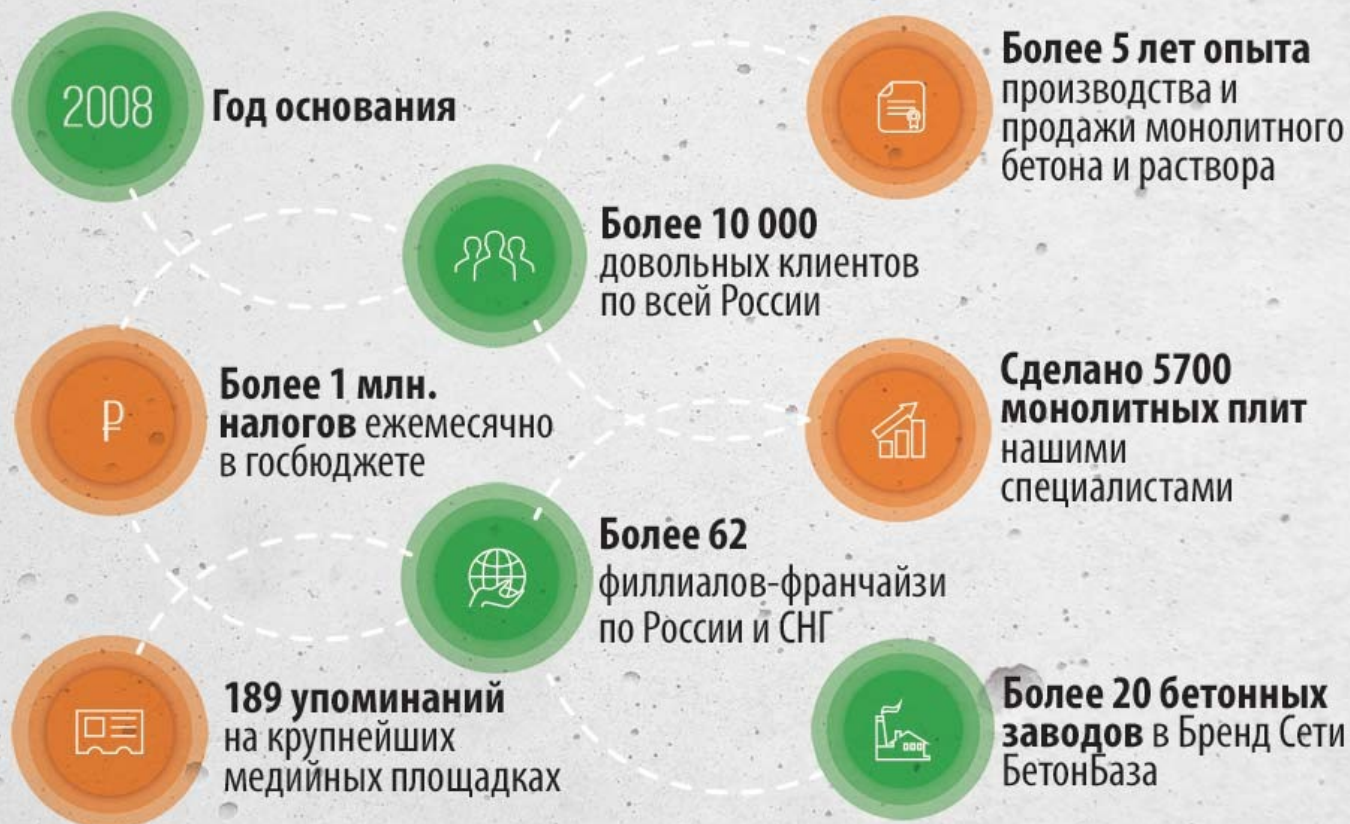 2008
Год основания
Более 5 лет опыта
производства и
продажи монолитного
бетона и раствора
Более 10 000
довольных клиентов
по всей России
Более 1 млн.
налогов ежемесячно
в госбюджете
Сделано 5700
монолитных плит
нашими
специалистами
Более 62
филлиалов-франчайзи
по России и СНГ
189 упоминаний
на крупнейших
медийных площадках
Более 20 бетонных
заводов в Бренд Сети
БетонБаза